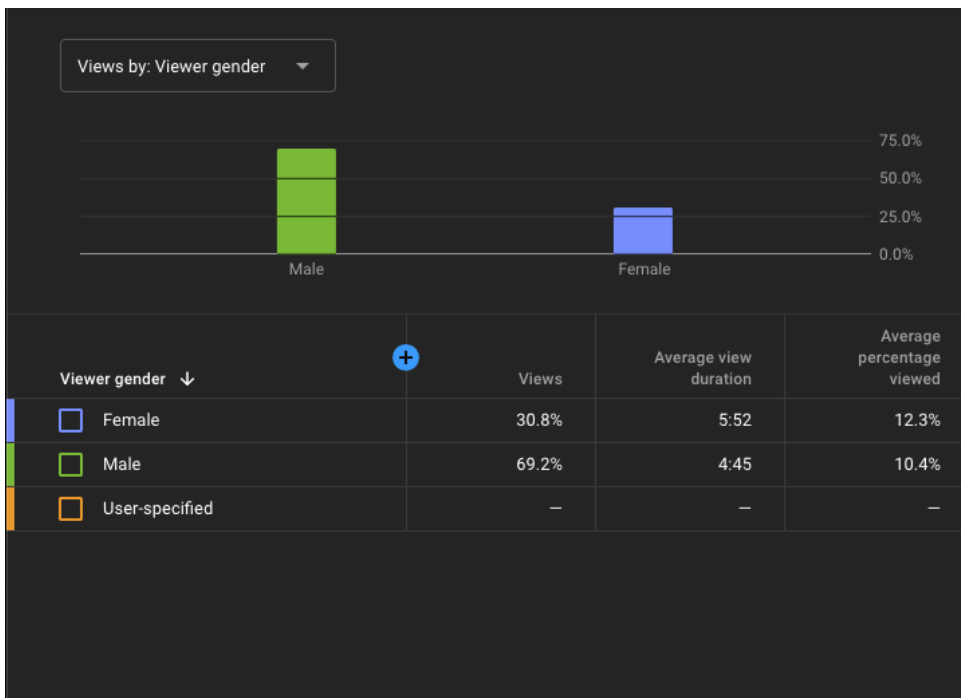 Views by: Viewer gender
75.0%
50.0%
25.0%
0.0%
Male Female
Viewer gender Views Average view duration Average percentage viewed
Female 30.8% 5:52 12.3%
Male 69.2% 4:45 10.4%
User-specified — — —